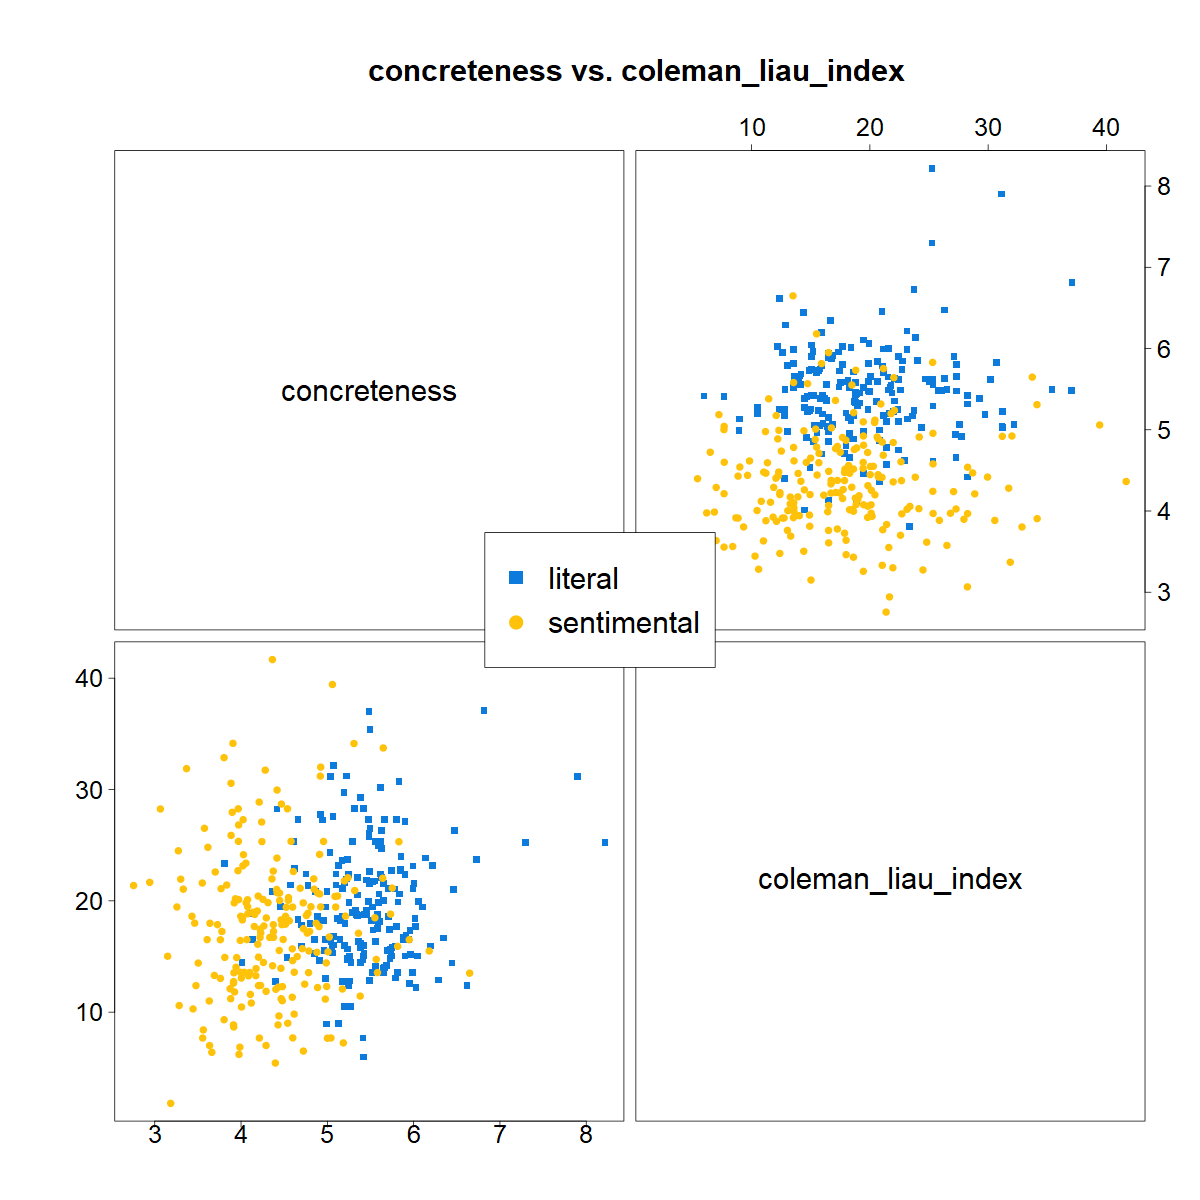 concreteness vs. coleman_liau_index
10 20 30 40
concreteness
8
7
6
5
4
3
literal
sentimental
40
30
20
10
coleman_liau_index
3 4 5 6 7 8